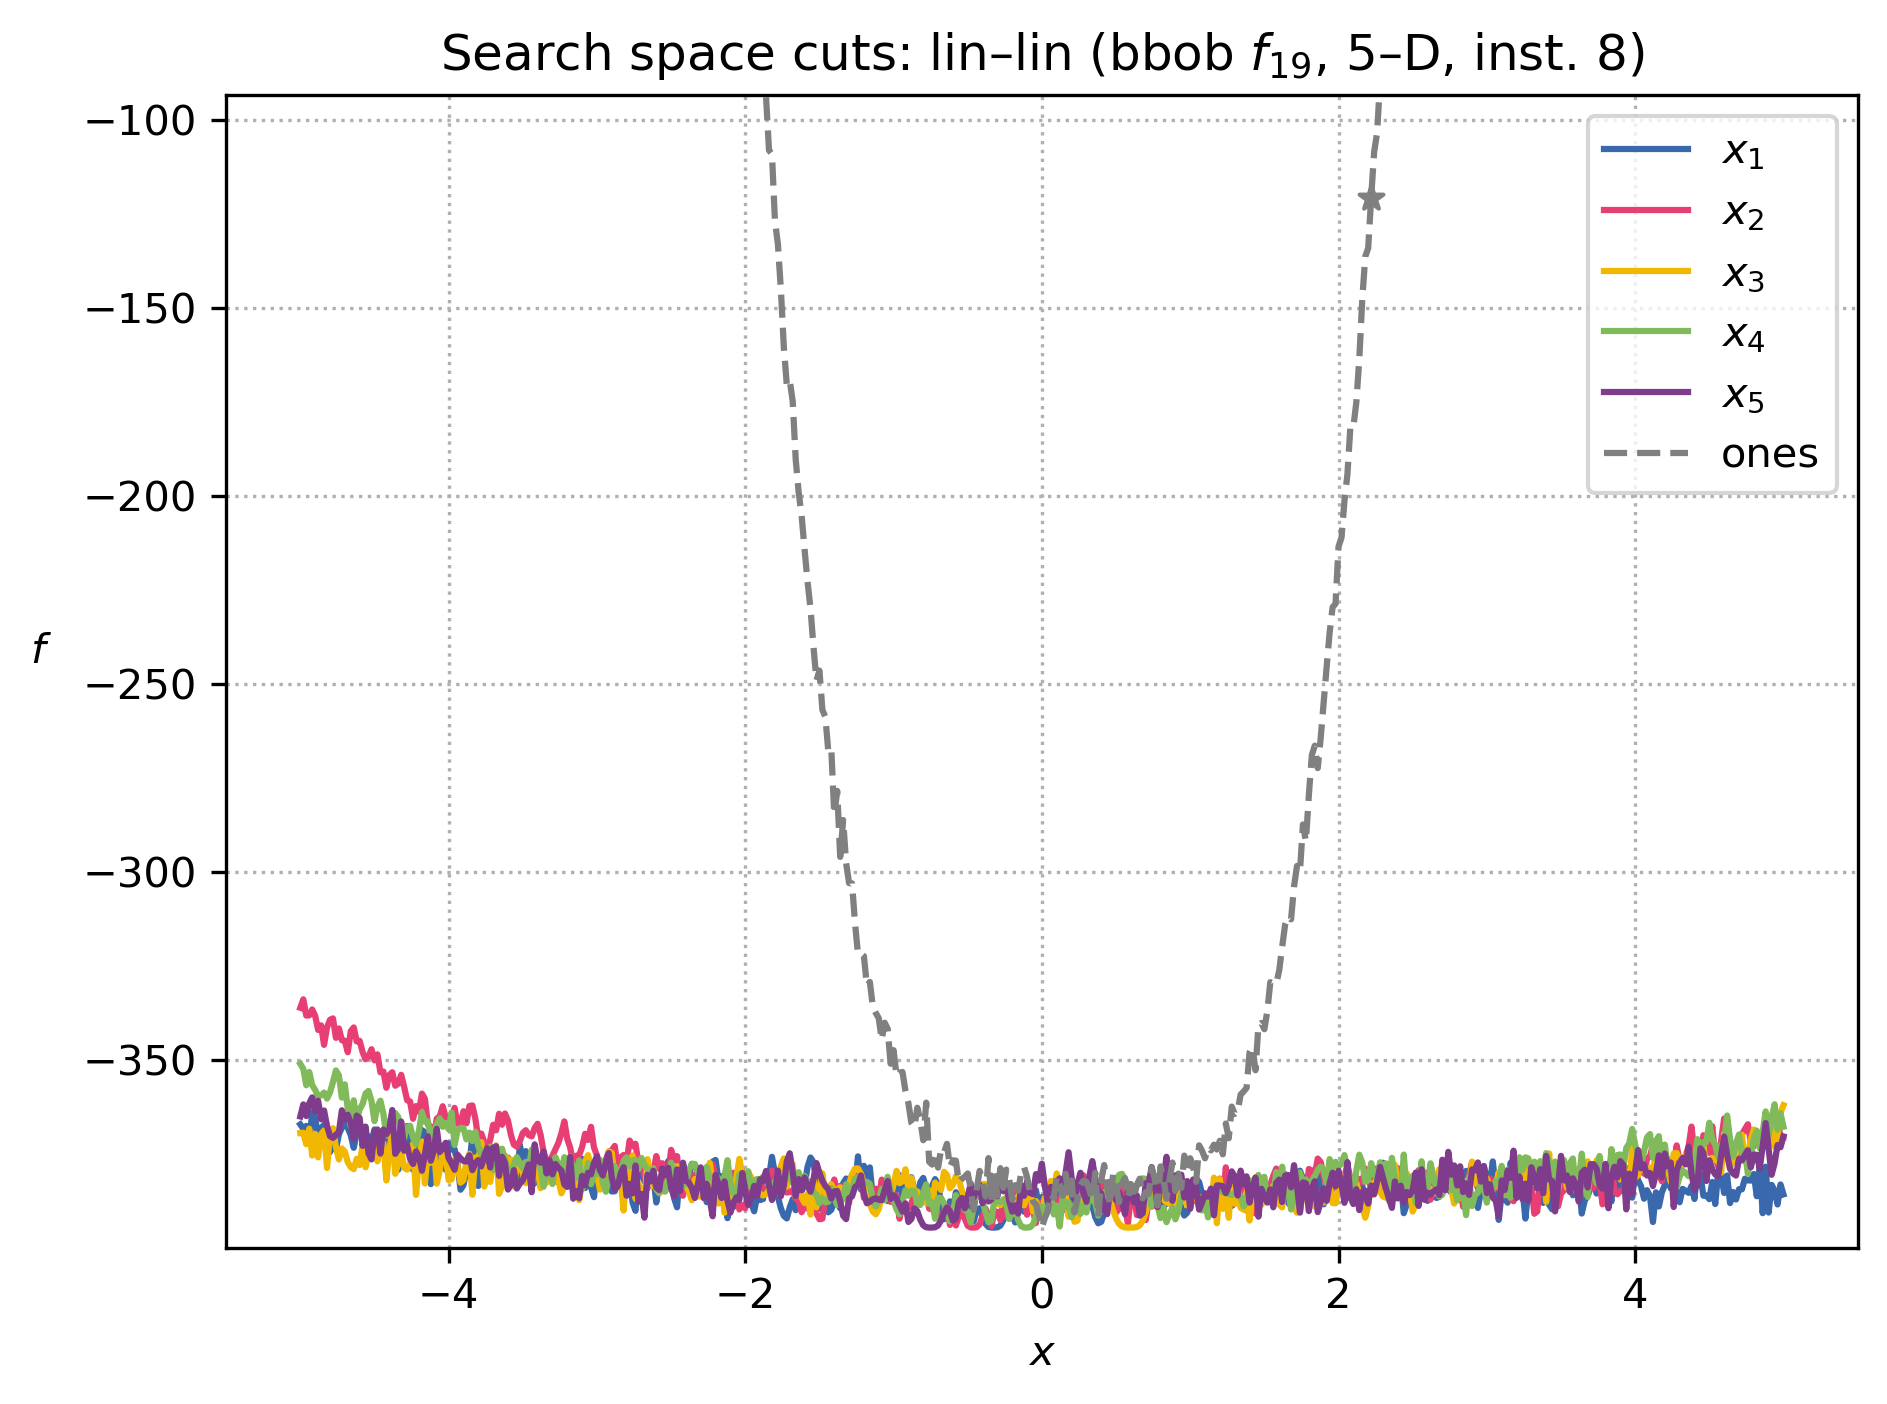 Search space cuts: lin–lin (bbob f₁₉, 5–D, inst. 8)
−100
−150
−200
−250
−300
−350
f
−4
−2
0
2
4
x
x₁
x₂
x₃
x₄
x₅
ones